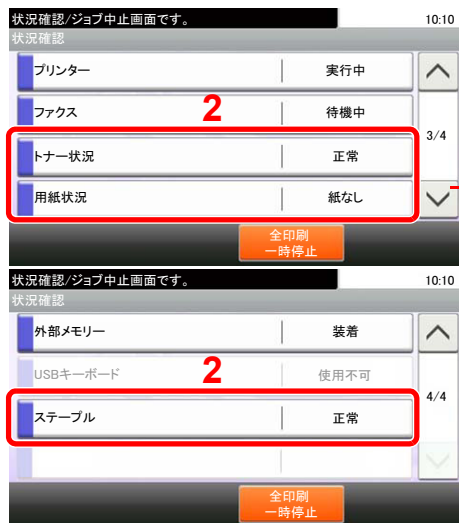 状況確認/ジョブ中止画面です。 10:10
状況確認
プリンター 実行中
ファクス 2 待機中
3/4
トナー状況 正常
用紙状況 紙なし
全印刷
一時停止
状況確認/ジョブ中止画面です。 10:10
状況確認
外部メモリー 装着
USBキーボード 2 使用不可
4/4
ステープル 正常
全印刷
一時停止